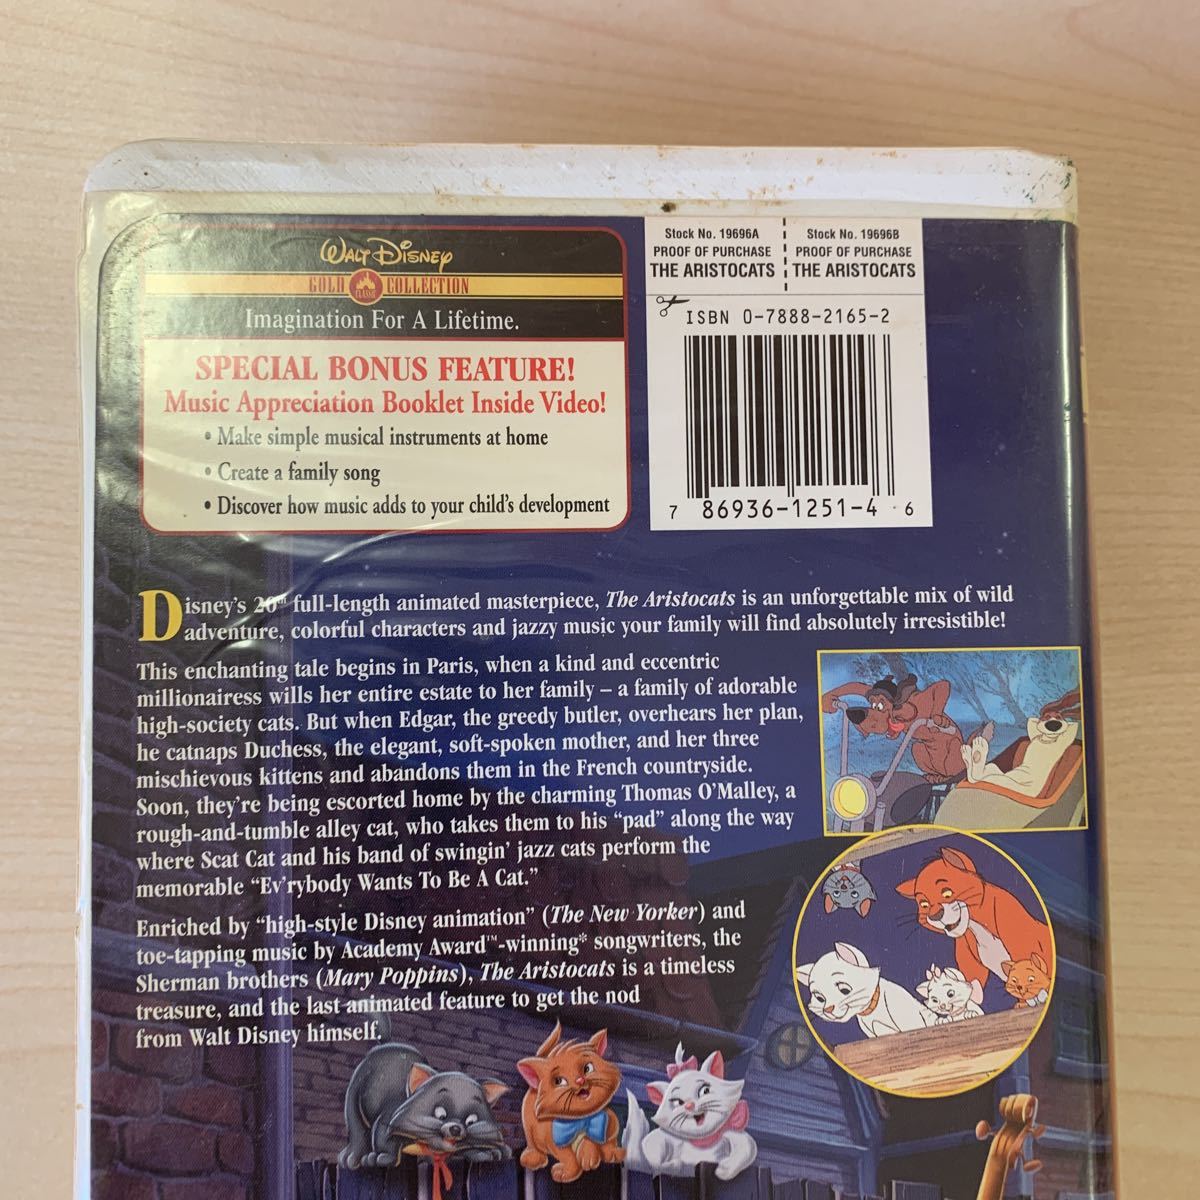 WALT DISNEY
GOLD CLASSIC COLLECTION
Imagination For A Lifetime.
SPECIAL BONUS FEATURE!
Music Appreciation Booklet Inside Video!
• Make simple musical instruments at home
• Create a family song
• Discover how music adds to your child's development
Stock No. 19696A
PROOF OF PURCHASE
THE ARISTOCATS
Stock No. 19696B
PROOF OF PURCHASE
THE ARISTOCATS
ISBN 0-7888-2165-2
7 86936-1251-4 6
Disney's 20th full-length animated masterpiece, The Aristocats is an unforgettable mix of wild
adventure, colorful characters and jazzy music your family will find absolutely irresistible!
This enchanting tale begins in Paris, when a kind and eccentric
millionairess wills her entire estate to her family – a family of adorable
high-society cats. But when Edgar, the greedy butler, overhears her plan,
he catnaps Duchess, the elegant, soft-spoken mother, and her three
mischievous kittens and abandons them in the French countryside.
Soon, they're being escorted home by the charming Thomas O'Malley, a
rough-and-tumble alley cat, who takes them to his “pad” along the way
where Scat Cat and his band of swingin' jazz cats perform the
memorable “Ev'rybody Wants To Be A Cat.”
Enriched by “high-style Disney animation” (The New Yorker) and
toe-tapping music by Academy Award™-winning* songwriters, the
Sherman brothers (Mary Poppins), The Aristocats is a timeless
treasure, and the last animated feature to get the nod
from Walt Disney himself.